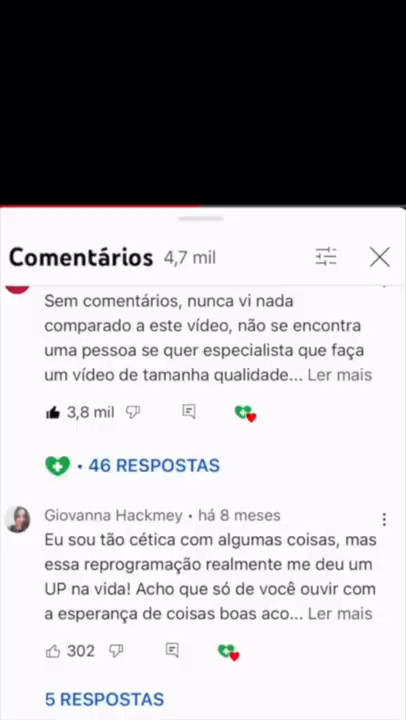 Comentários 4,7 mil
Sem comentários, nunca vi nada
comparado a este vídeo, não se encontra
uma pessoa se quer especialista que faça
um vídeo de tamanha qualidade... Ler mais
3,8 mil
• 46 RESPOSTAS
Giovanna Hackmey • há 8 meses
Eu sou tão cética com algumas coisas, mas
essa reprogramação realmente me deu um
UP na vida! Acho que só de você ouvir com
a esperança de coisas boas aco... Ler mais
302
5 RESPOSTAS